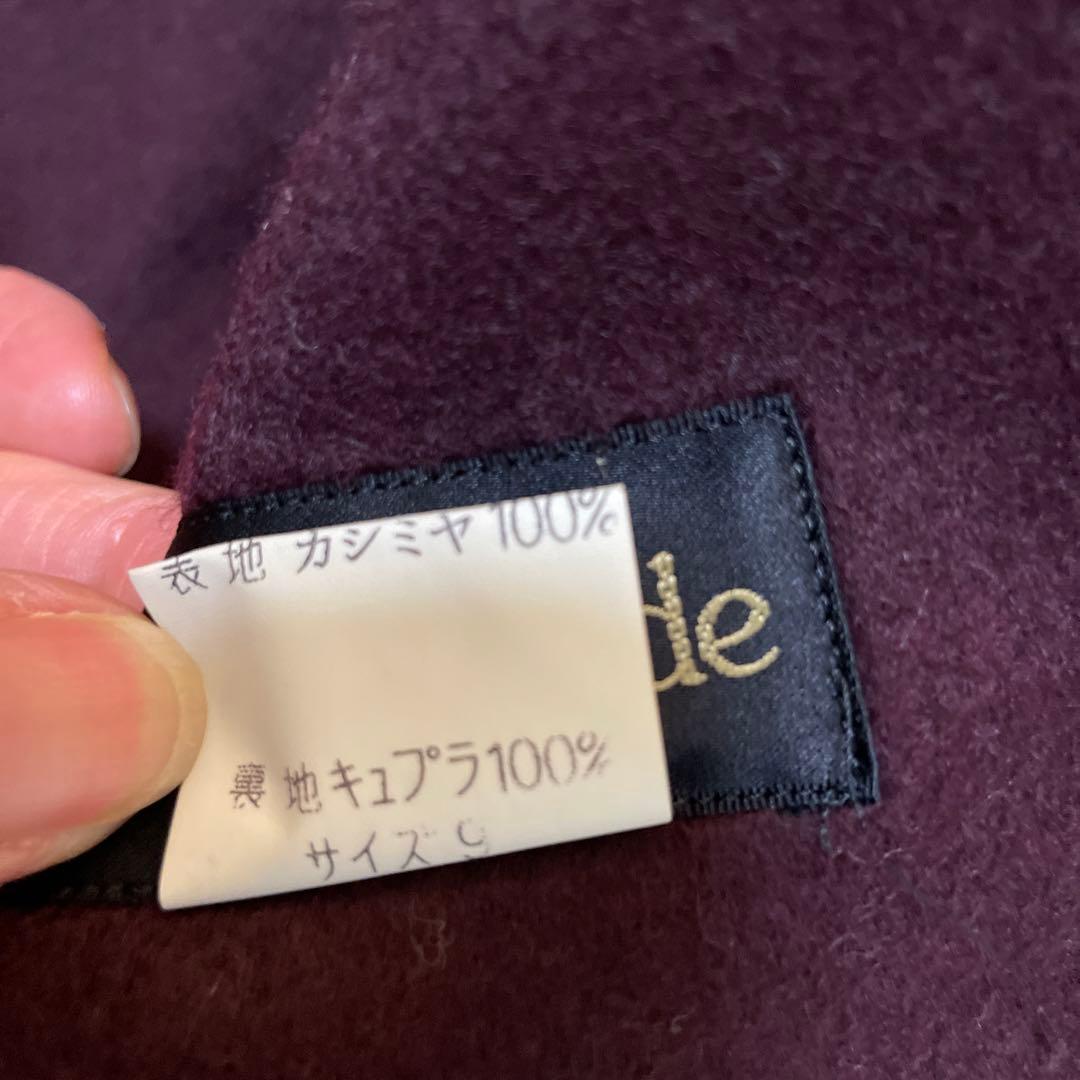 表地 カシミヤ100%
de
裏地キュプラ100%
サイズ 9